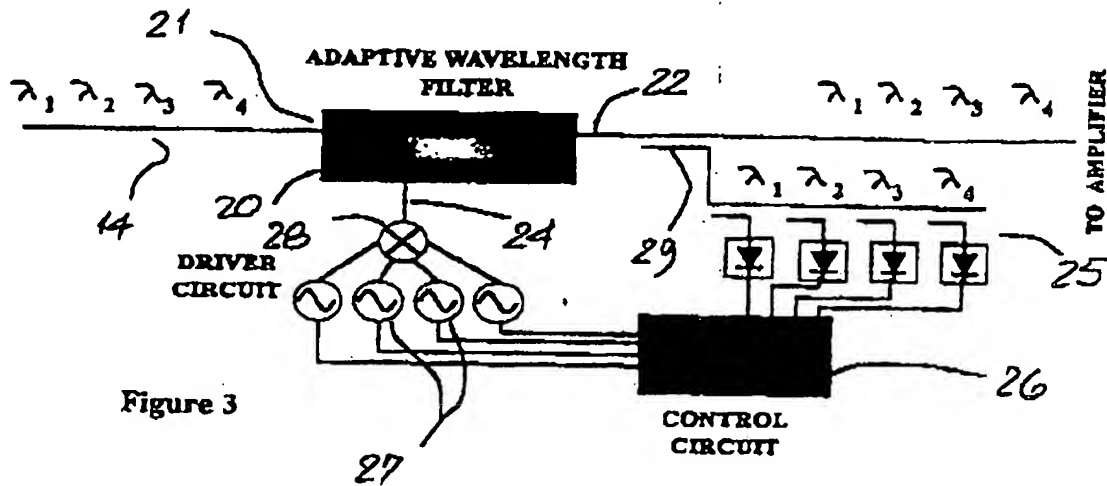 21
ADAPTIVE WAVELENGTH
FILTER
22
λ1 λ2 λ3 λ4
λ1 λ2 λ3 λ4
TO AMPLIFIER
14
20
28
24
29
λ1 λ2 λ3 λ4
25
DRIVER
CIRCUIT
26
Figure 3
27
CONTROL
CIRCUIT